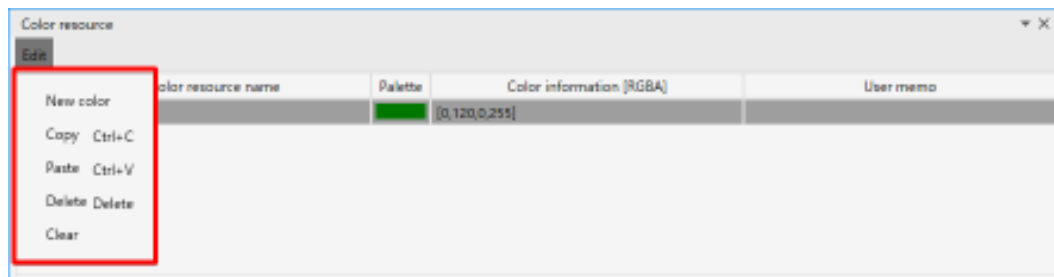 Color resource
Edit
olor resource name Palette Color information [RGBA] User memo
[0,120,0,255]
New color
Copy Ctrl+C
Paste Ctrl+V
Delete Delete
Clear